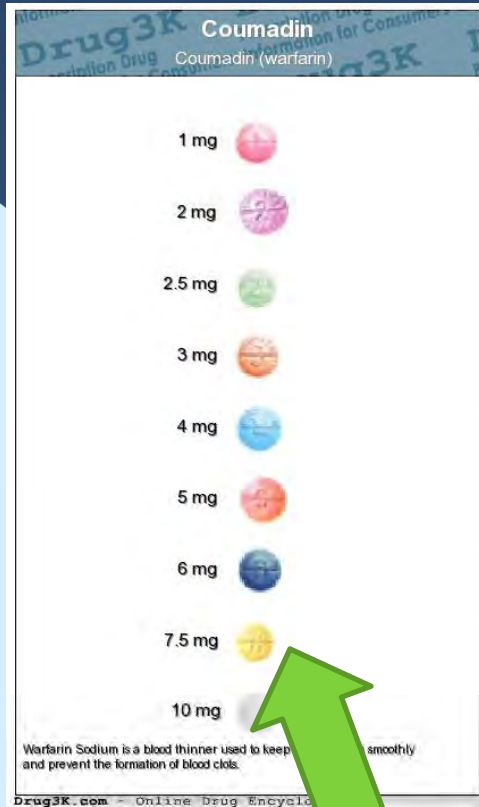 Coumadin
Coumadin (warfarin)
1 mg
2 mg
2.5 mg
3 mg
4 mg
5 mg
6 mg
7.5 mg
10 mg
Warfarin Sodium is a blood thinner used to keep smoothly
and prevent the formation of blood clots.
Drug3K.com - Online Drug